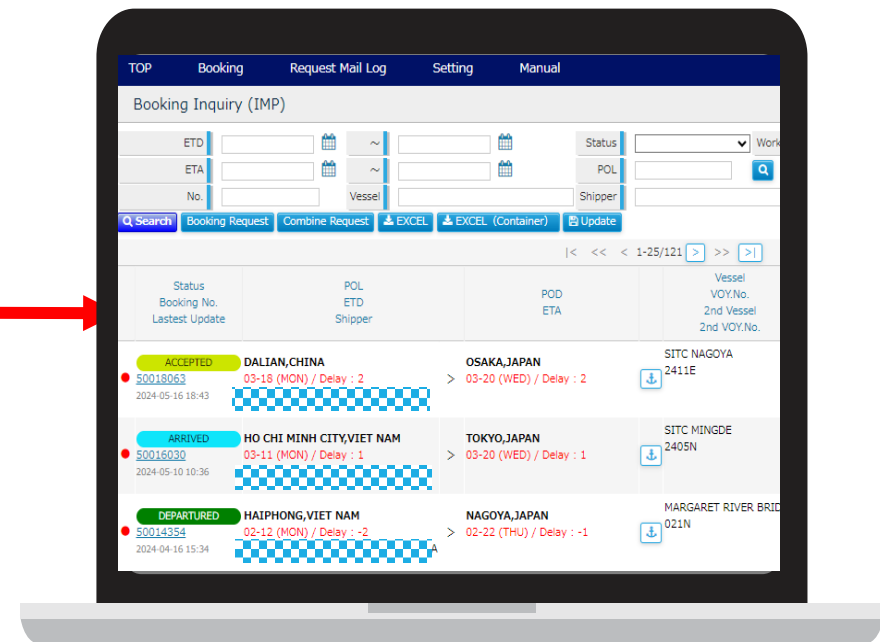 TOP Booking Request Mail Log Setting Manual
Booking Inquiry (IMP)
ETD ~ Status Work
ETA ~ POL
No. Vessel Shipper
Search Booking Request Combine Request EXCEL EXCEL (Container) Update
|< << < 1-25/121 > >> >|
Status POL POD Vessel
Booking No. ETD ETA VOY.No.
Lastest Update Shipper 2nd Vessel
2nd VOY.No.
ACCEPTED DALIAN,CHINA OSAKA,JAPAN SITC NAGOYA
50018063 03-18 (MON) / Delay : 2 > 03-20 (WED) / Delay : 2 2411E
2024-05-16 18:43
ARRIVED HO CHI MINH CITY,VIET NAM TOKYO,JAPAN SITC MINGDE
50016030 03-11 (MON) / Delay : 1 > 03-20 (WED) / Delay : 1 2405N
2024-05-10 10:36
DEPARTURED HAIPHONG,VIET NAM NAGOYA,JAPAN MARGARET RIVER BRID
50014354 02-12 (MON) / Delay : -2 > 02-22 (THU) / Delay : -1 021N
2024-04-16 15:34 A